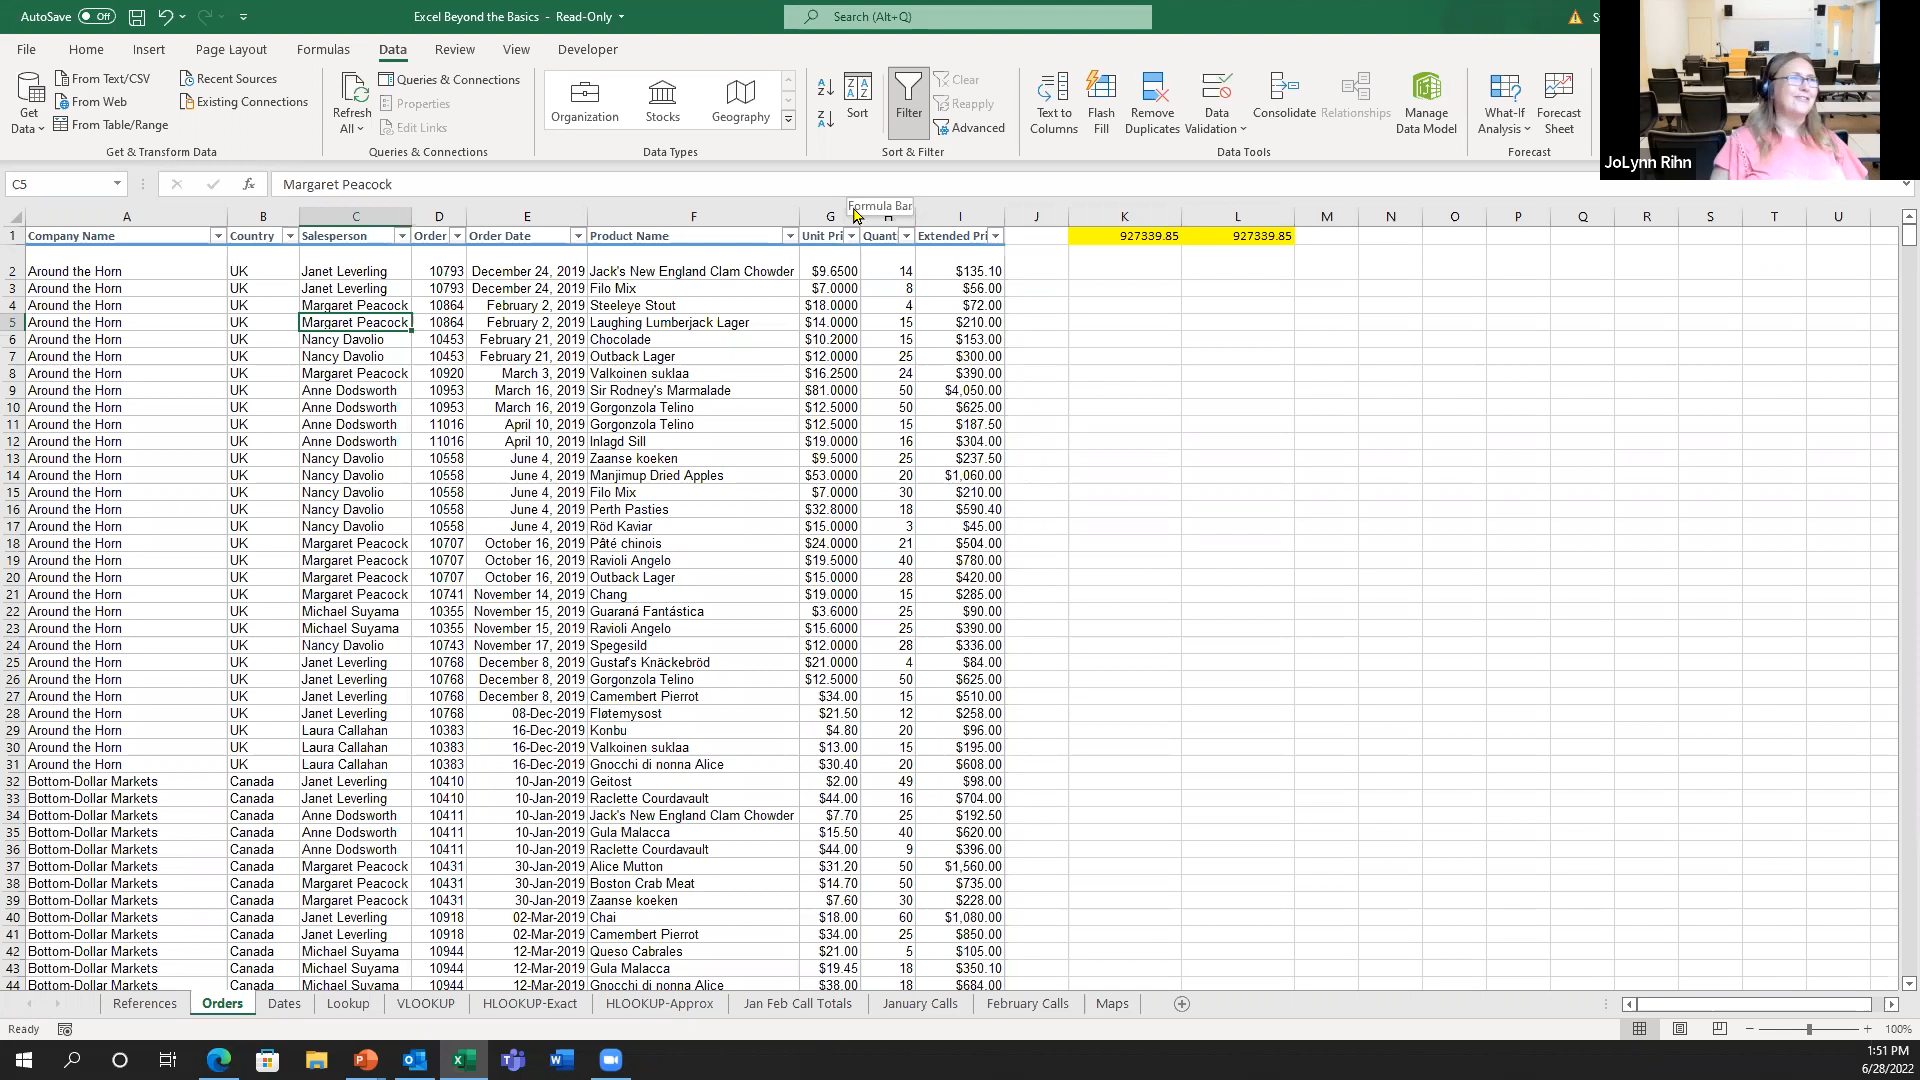 AutoSave Off Excel Beyond the Basics - Read-Only Search (Alt+Q)
File Home Insert Page Layout Formulas Data Review View Developer
From Text/CSV Recent Sources Queries & Connections Clear
From Web Existing Connections Properties Reapply
From Table/Range Edit Links Advanced
Get Data Refresh All Organization Stocks Geography Sort Filter Text to Columns Flash Fill Remove Duplicates Data Validation Consolidate Relationships Manage Data Model What-If Analysis Forecast Sheet
Get & Transform Data Queries & Connections Data Types Sort & Filter Data Tools Forecast
JoLynn Rihn
C5 fx Margaret Peacock
Formula Bar
A B C D E F G H I J K L M N O P Q R S T U
1 Company Name Country Salesperson Order Order Date Product Name Unit Pri Quant Extended Pri 927339.85 927339.85
2 Around the Horn UK Janet Leverling 10793 December 24, 2019 Jack's New England Clam Chowder $9.6500 14 $135.10
3 Around the Horn UK Janet Leverling 10793 December 24, 2019 Filo Mix $7.0000 8 $56.00
4 Around the Horn UK Margaret Peacock 10864 February 2, 2019 Steeleye Stout $18.0000 4 $72.00
5 Around the Horn UK Margaret Peacock 10864 February 2, 2019 Laughing Lumberjack Lager $14.0000 15 $210.00
6 Around the Horn UK Nancy Davolio 10453 February 21, 2019 Chocolade $10.2000 15 $153.00
7 Around the Horn UK Nancy Davolio 10453 February 21, 2019 Outback Lager $12.0000 25 $300.00
8 Around the Horn UK Margaret Peacock 10920 March 3, 2019 Valkoinen suklaa $16.2500 24 $390.00
9 Around the Horn UK Anne Dodsworth 10953 March 16, 2019 Sir Rodney's Marmalade $81.0000 50 $4,050.00
10 Around the Horn UK Anne Dodsworth 10953 March 16, 2019 Gorgonzola Telino $12.5000 50 $625.00
11 Around the Horn UK Anne Dodsworth 11016 April 10, 2019 Gorgonzola Telino $12.5000 15 $187.50
12 Around the Horn UK Anne Dodsworth 11016 April 10, 2019 Inlagd Sill $19.0000 16 $304.00
13 Around the Horn UK Nancy Davolio 10558 June 4, 2019 Zaanse koeken $9.5000 25 $237.50
14 Around the Horn UK Nancy Davolio 10558 June 4, 2019 Manjimup Dried Apples $53.0000 20 $1,060.00
15 Around the Horn UK Nancy Davolio 10558 June 4, 2019 Filo Mix $7.0000 30 $210.00
16 Around the Horn UK Nancy Davolio 10558 June 4, 2019 Perth Pasties $32.8000 18 $590.40
17 Around the Horn UK Nancy Davolio 10558 June 4, 2019 Röd Kaviar $15.0000 3 $45.00
18 Around the Horn UK Margaret Peacock 10707 October 16, 2019 Pâté chinois $24.0000 21 $504.00
19 Around the Horn UK Margaret Peacock 10707 October 16, 2019 Ravioli Angelo $19.5000 40 $780.00
20 Around the Horn UK Margaret Peacock 10707 October 16, 2019 Outback Lager $15.0000 28 $420.00
21 Around the Horn UK Margaret Peacock 10741 November 14, 2019 Chang $19.0000 15 $285.00
22 Around the Horn UK Michael Suyama 10355 November 15, 2019 Guaraná Fantástica $3.6000 25 $90.00
23 Around the Horn UK Michael Suyama 10355 November 15, 2019 Ravioli Angelo $15.6000 25 $390.00
24 Around the Horn UK Nancy Davolio 10743 November 17, 2019 Spegesild $12.0000 28 $336.00
25 Around the Horn UK Janet Leverling 10768 December 8, 2019 Gustaf's Knäckebröd $21.0000 4 $84.00
26 Around the Horn UK Janet Leverling 10768 December 8, 2019 Gorgonzola Telino $12.5000 50 $625.00
27 Around the Horn UK Janet Leverling 10768 December 8, 2019 Camembert Pierrot $34.00 15 $510.00
28 Around the Horn UK Janet Leverling 10768 08-Dec-2019 Fløtemysost $21.50 12 $258.00
29 Around the Horn UK Laura Callahan 10383 16-Dec-2019 Konbu $4.80 20 $96.00
30 Around the Horn UK Laura Callahan 10383 16-Dec-2019 Valkoinen suklaa $13.00 15 $195.00
31 Around the Horn UK Laura Callahan 10383 16-Dec-2019 Gnocchi di nonna Alice $30.40 20 $608.00
32 Bottom-Dollar Markets Canada Janet Leverling 10410 10-Jan-2019 Geitost $2.00 49 $98.00
33 Bottom-Dollar Markets Canada Janet Leverling 10410 10-Jan-2019 Raclette Courdavault $44.00 16 $704.00
34 Bottom-Dollar Markets Canada Anne Dodsworth 10411 10-Jan-2019 Jack's New England Clam Chowder $7.70 25 $192.50
35 Bottom-Dollar Markets Canada Anne Dodsworth 10411 10-Jan-2019 Gula Malacca $15.50 40 $620.00
36 Bottom-Dollar Markets Canada Anne Dodsworth 10411 10-Jan-2019 Raclette Courdavault $44.00 9 $396.00
37 Bottom-Dollar Markets Canada Margaret Peacock 10431 30-Jan-2019 Alice Mutton $31.20 50 $1,560.00
38 Bottom-Dollar Markets Canada Margaret Peacock 10431 30-Jan-2019 Boston Crab Meat $14.70 50 $735.00
39 Bottom-Dollar Markets Canada Margaret Peacock 10431 30-Jan-2019 Zaanse koeken $7.60 30 $228.00
40 Bottom-Dollar Markets Canada Janet Leverling 10918 02-Mar-2019 Chai $18.00 60 $1,080.00
41 Bottom-Dollar Markets Canada Janet Leverling 10918 02-Mar-2019 Camembert Pierrot $34.00 25 $850.00
42 Bottom-Dollar Markets Canada Michael Suyama 10944 12-Mar-2019 Queso Cabrales $21.00 5 $105.00
43 Bottom-Dollar Markets Canada Michael Suyama 10944 12-Mar-2019 Gula Malacca $19.45 18 $350.10
44 Bottom-Dollar Markets Canada Michael Suyama 10944 12-Mar-2019 Gnocchi di nonna Alice $38.00 18 $684.00
References Orders Dates Lookup VLOOKUP HLOOKUP-Exact HLOOKUP-Approx Jan Feb Call Totals January Calls February Calls Maps
Ready 100%
1:51 PM
6/28/2022